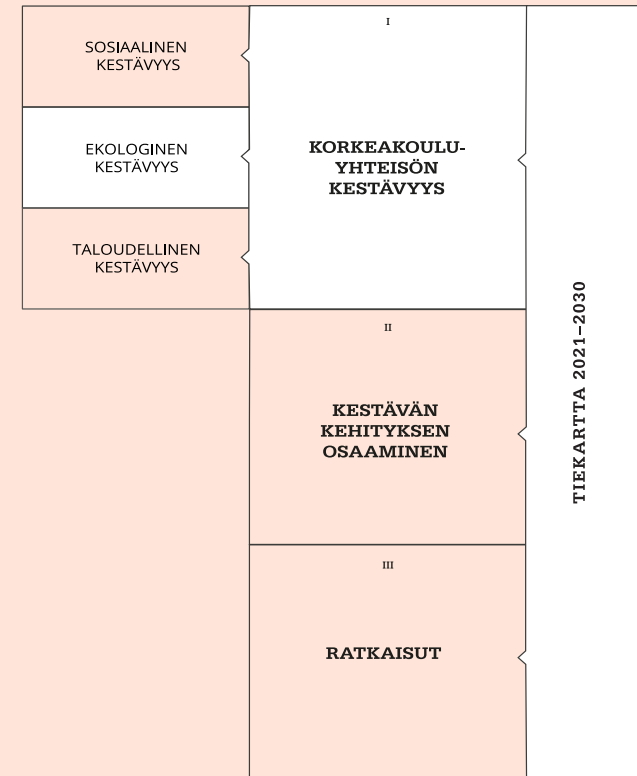 SOSIAALINEN
KESTÄVYYS
EKOLOGINEN
KESTÄVYYS
TALOUDELLINEN
KESTÄVYYS
I
KORKEAKOULU-
YHTEISÖN
KESTÄVYYS
II
KESTÄVÄN
KEHITYKSEN
OSAAMINEN
III
RATKAISUT
TIEKARTTA 2021–2030